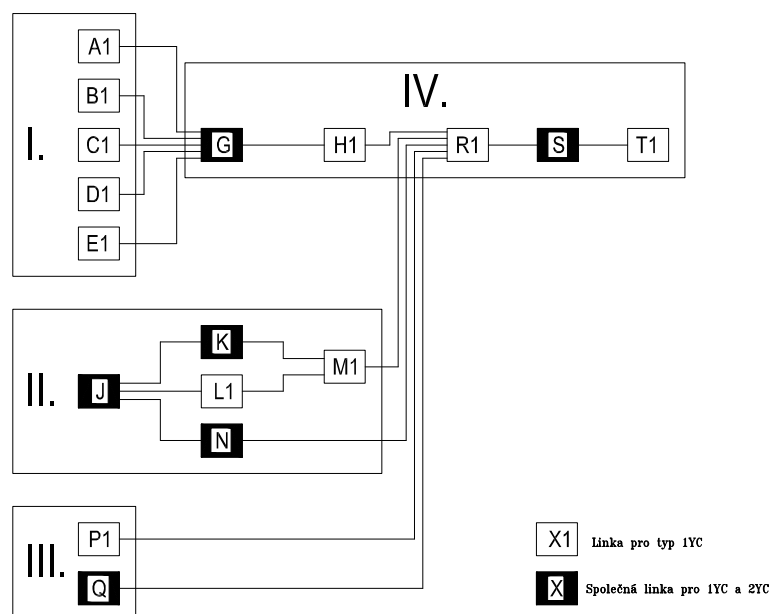 I.
A1
B1
C1
D1
E1
IV.
G
H1
R1
S
T1
II.
J
K
L1
N
M1
III.
P1
Q
X1 Linka pro typ 1YC
X Společná linka pro 1YC a 2YC